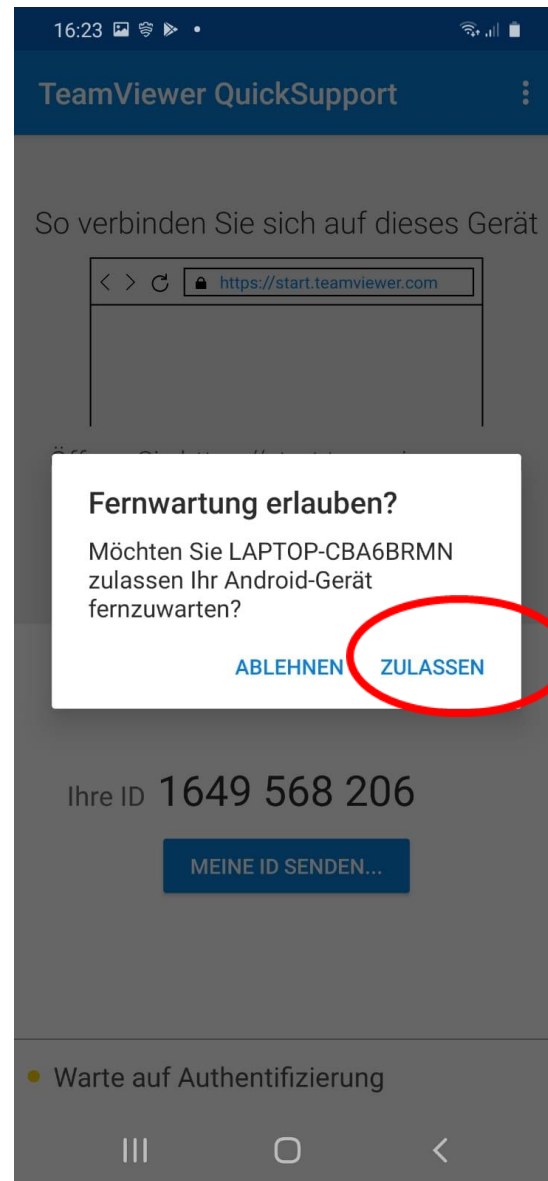 16:23
TeamViewer QuickSupport
So verbinden Sie sich auf dieses Gerät
https://start.teamviewer.com
Fernwartung erlauben?
Möchten Sie LAPTOP-CBA6BRMN
zulassen Ihr Android-Gerät
fernzuwarten?
ABLEHNEN ZULASSEN
Ihre ID 1649 568 206
MEINE ID SENDEN...
Warte auf Authentifizierung